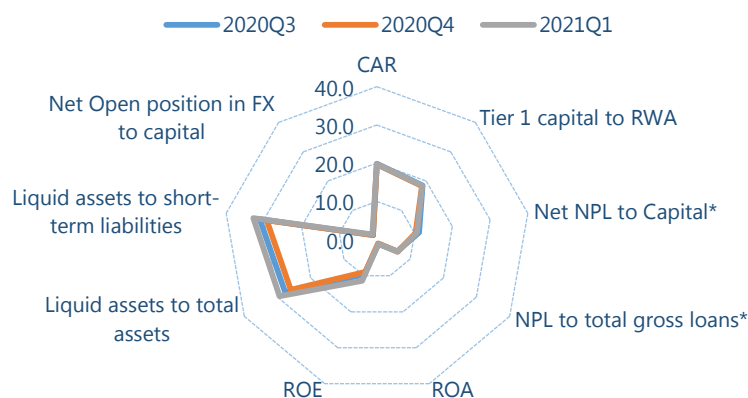 2020Q3 2020Q4 2021Q1
CAR
40.0
30.0
20.0
10.0
0.0
Net Open position in FX
to capital
Tier 1 capital to RWA
Liquid assets to short-
term liabilities
Net NPL to Capital*
Liquid assets to total
assets
NPL to total gross loans*
ROE
ROA